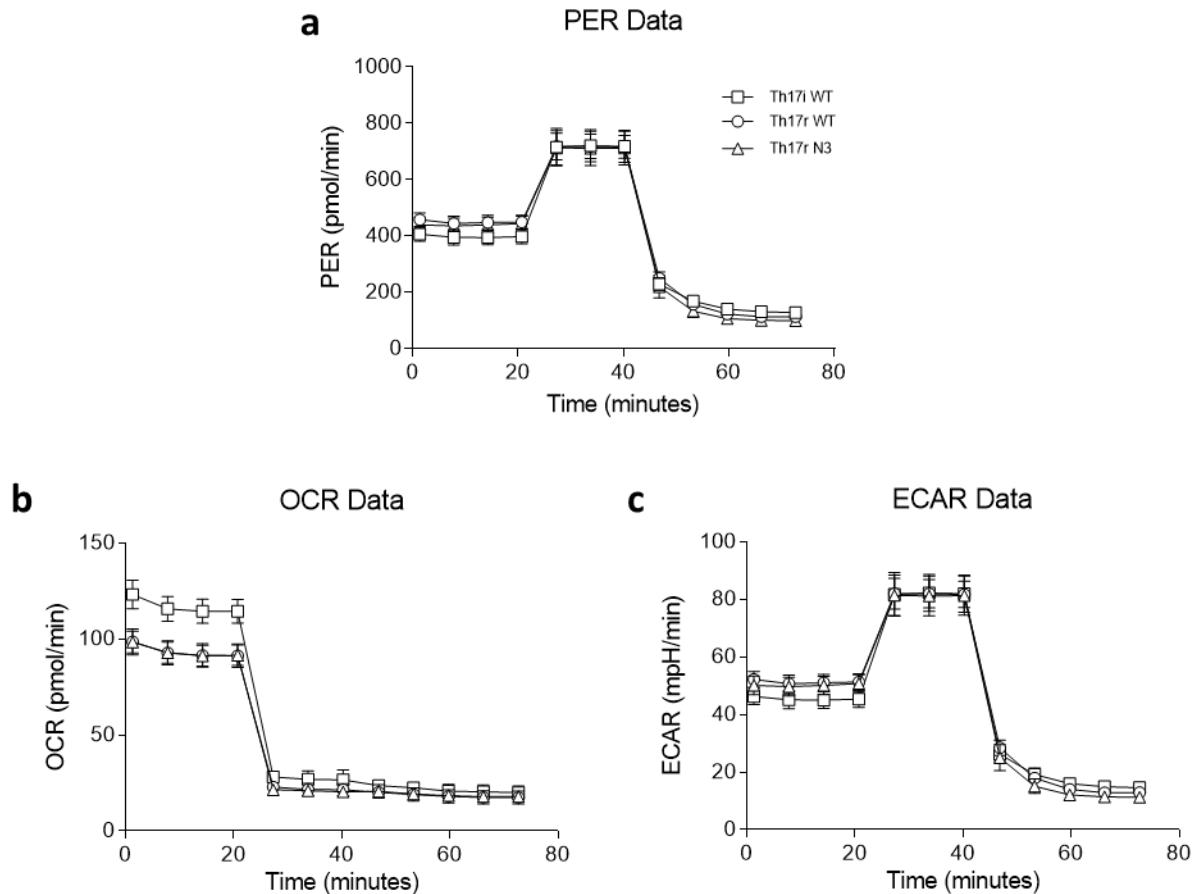 a
PER Data
1000
800
600
400
200
0
PER (pmol/min)
0 20 40 60 80
Time (minutes)
Th17i WT
Th17r WT
Th17r N3
b
OCR Data
150
100
50
0
OCR (pmol/min)
0 20 40 60 80
Time (minutes)
c
ECAR Data
100
80
60
40
20
0
ECAR (mpH/min)
0 20 40 60 80
Time (minutes)